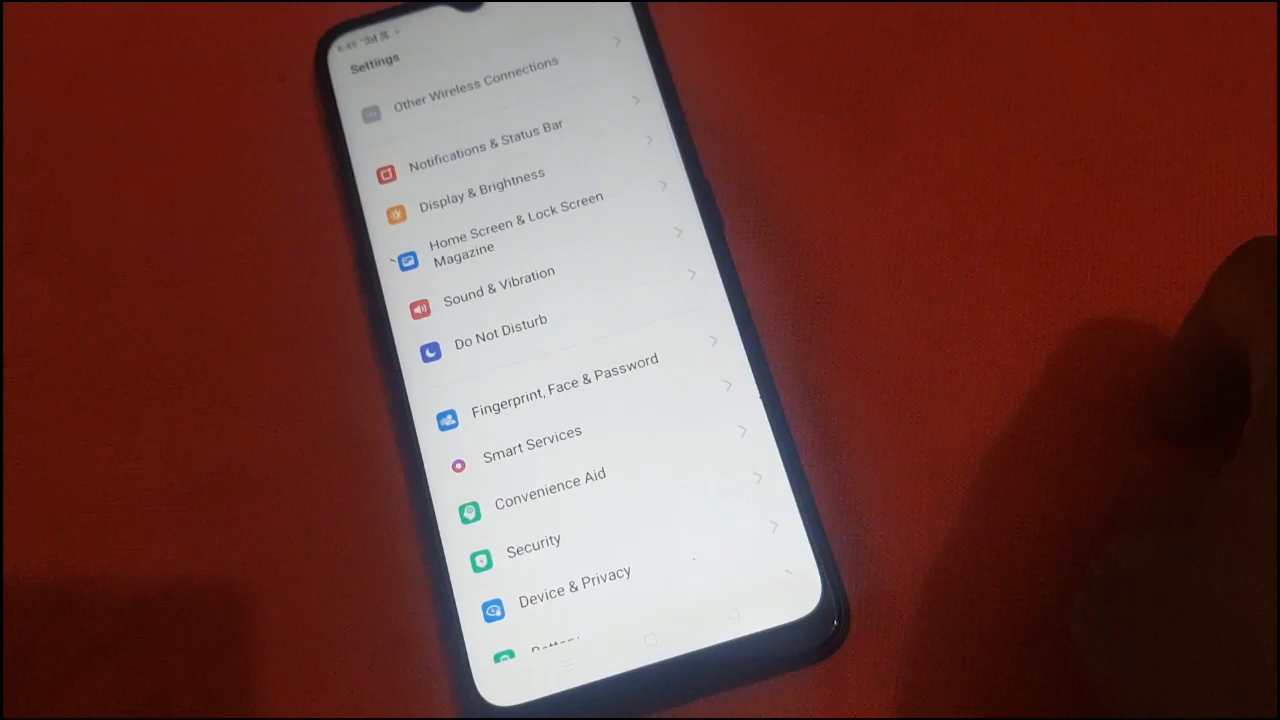 Settings
Other Wireless Connections
Notifications & Status Bar
Display & Brightness
Home Screen & Lock Screen
Magazine
Sound & Vibration
Do Not Disturb
Fingerprint, Face & Password
Smart Services
Convenience Aid
Security
Device & Privacy